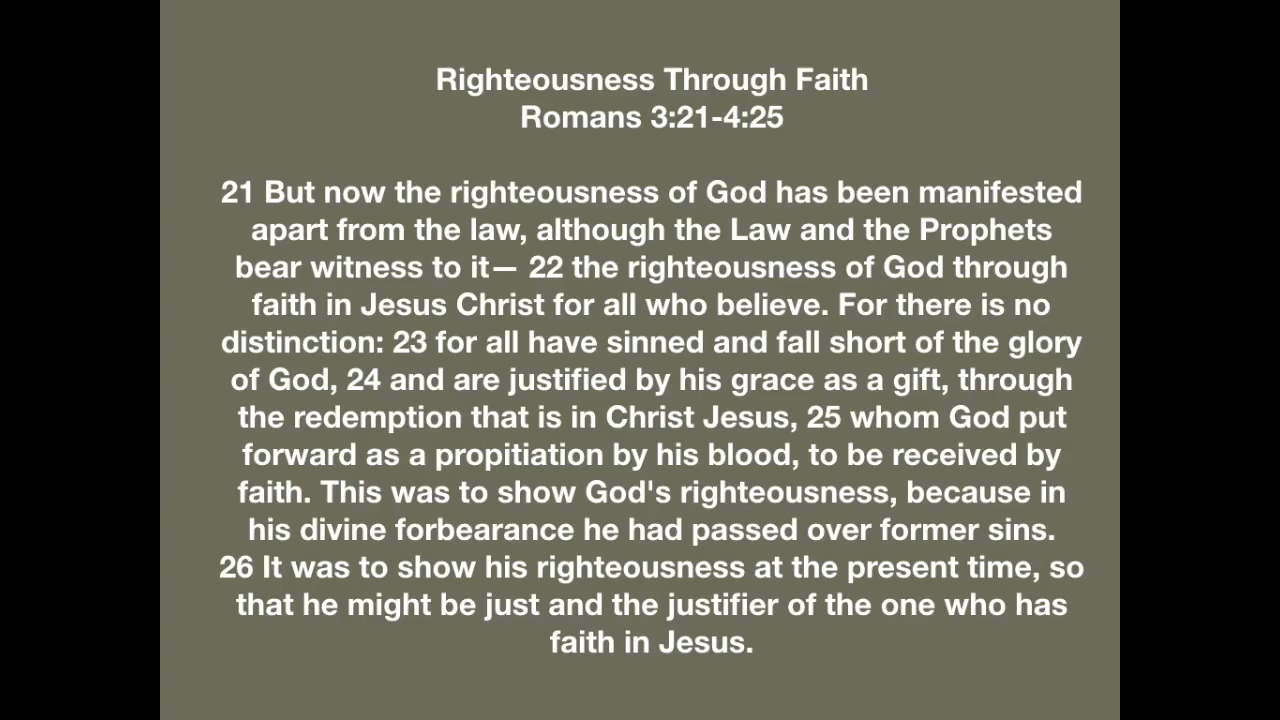 Righteousness Through Faith
Romans 3:21-4:25
21 But now the righteousness of God has been manifested
apart from the law, although the Law and the Prophets
bear witness to it— 22 the righteousness of God through
faith in Jesus Christ for all who believe. For there is no
distinction: 23 for all have sinned and fall short of the glory
of God, 24 and are justified by his grace as a gift, through
the redemption that is in Christ Jesus, 25 whom God put
forward as a propitiation by his blood, to be received by
faith. This was to show God's righteousness, because in
his divine forbearance he had passed over former sins.
26 It was to show his righteousness at the present time, so
that he might be just and the justifier of the one who has
faith in Jesus.